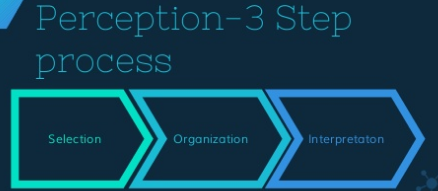 Perception-3 Step
process
Selection
Organization
Interpretaton